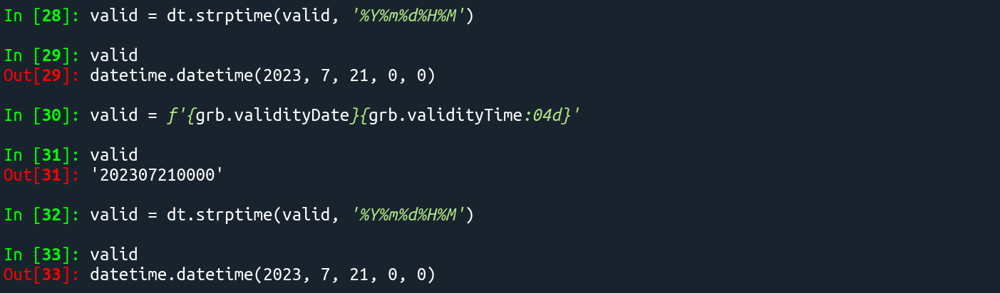 In [28]: valid = dt.strptime(valid, '%Y%m%d%H%M')
In [29]: valid
Out[29]: datetime.datetime(2023, 7, 21, 0, 0)
In [30]: valid = f'{grb.validityDate}{grb.validityTime:04d}'
In [31]: valid
Out[31]: '202307210000'
In [32]: valid = dt.strptime(valid, '%Y%m%d%H%M')
In [33]: valid
Out[33]: datetime.datetime(2023, 7, 21, 0, 0)